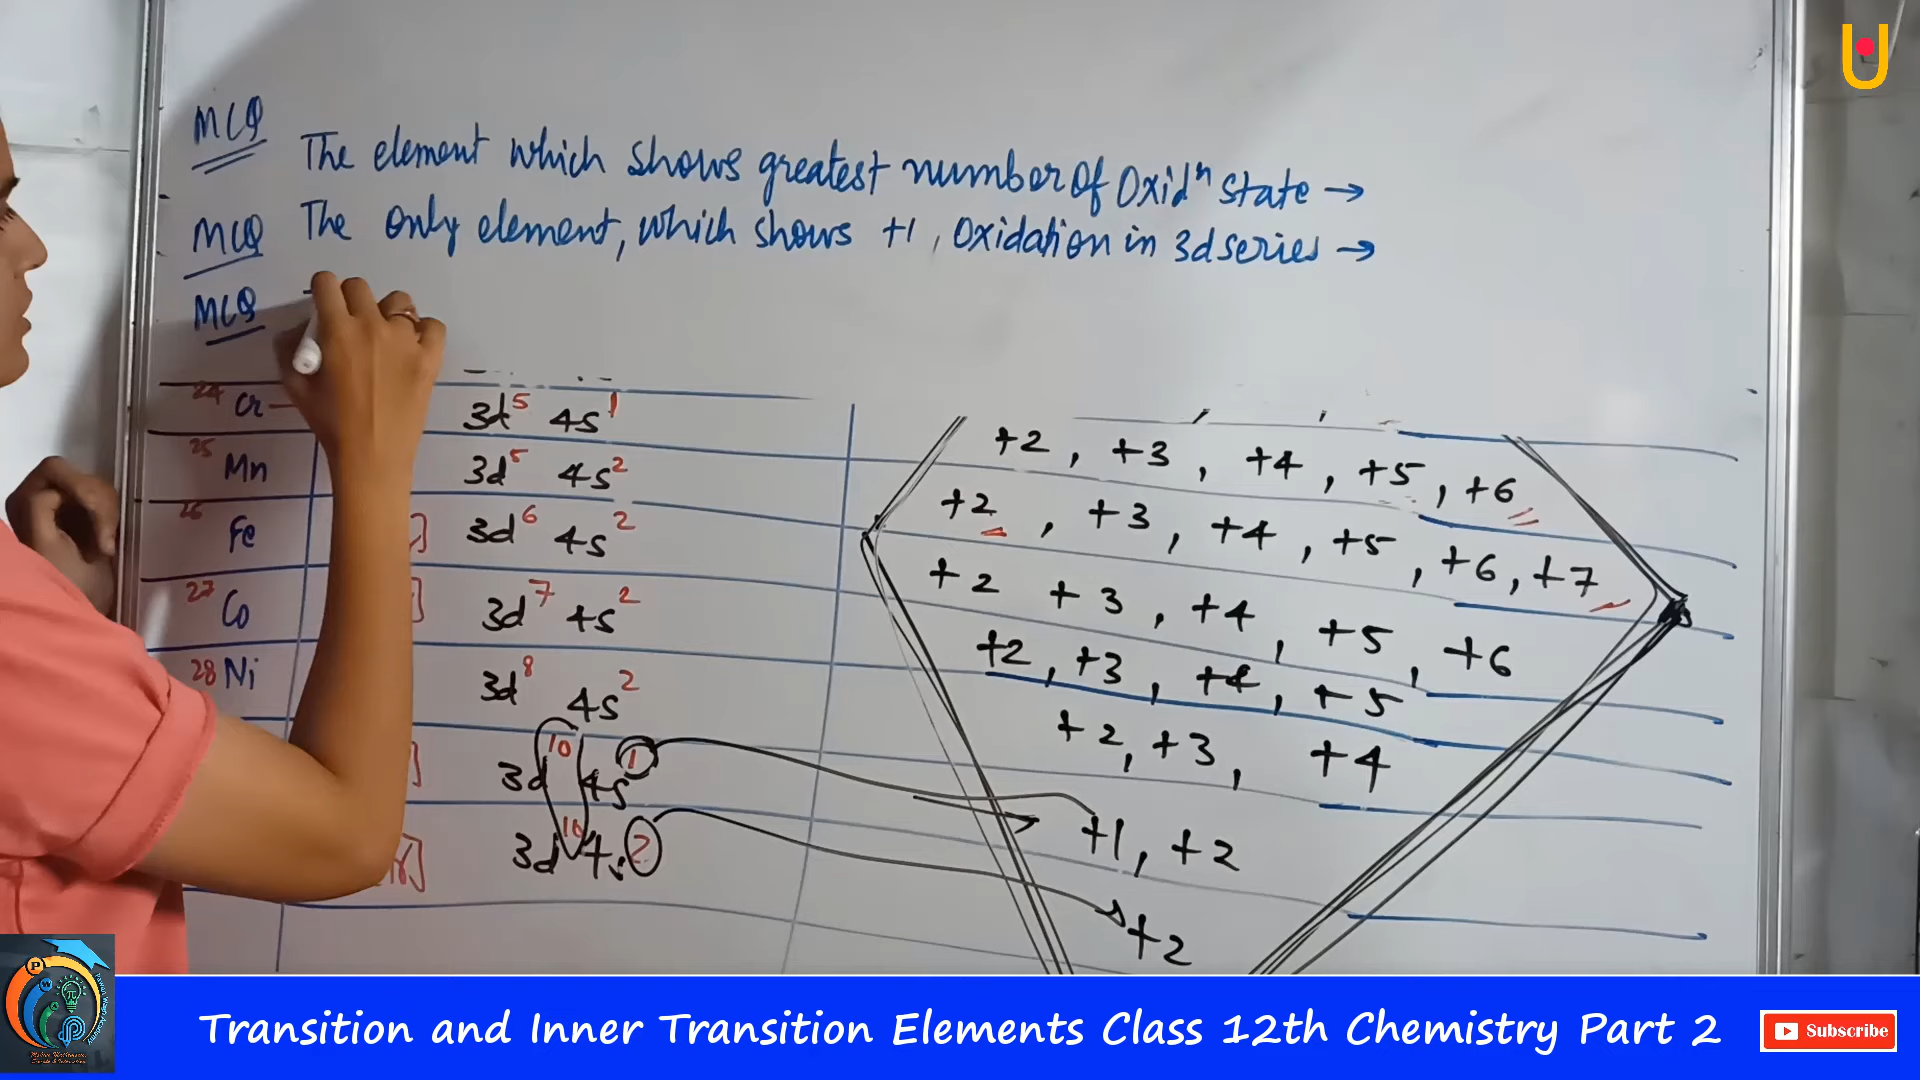 MCQ The element which shows greatest number of Oxidⁿ state →
MCQ The only element, which shows +1, Oxidation in 3d series →
MCQ
24 Cr 3d⁵ 4s¹ +2, +3, +4, +5, +6
25 Mn 3d⁵ 4s² +2, +3, +4, +5, +6, +7
26 Fe 3d⁶ 4s² +2 +3, +4, +5, +6
27 Co 3d⁷ 4s² +2, +3, +4, +5
28 Ni 3d⁸ 4s² +2, +3, +4
3d¹⁰ 4s¹ +1, +2
3d¹⁰ 4s² +2
Transition and Inner Transition Elements Class 12th Chemistry Part 2
Subscribe